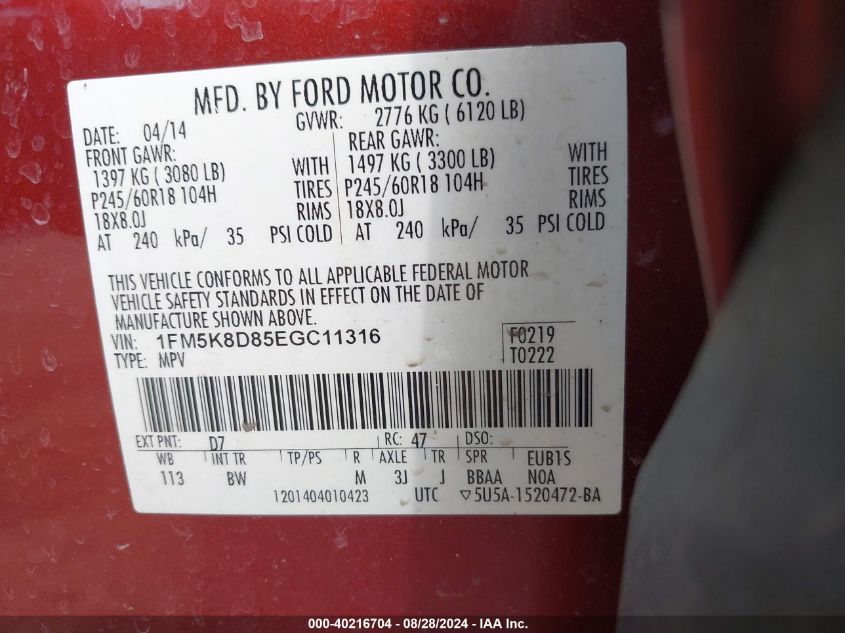 MFD. BY FORD MOTOR CO.
DATE: 04/14 GVWR: 2776 KG ( 6120 LB)
FRONT GAWR: REAR GAWR:
1397 KG ( 3080 LB) WITH 1497 KG ( 3300 LB) WITH
P245/60R18 104H TIRES P245/60R18 104H TIRES
18X8.0J RIMS 18X8.0J RIMS
AT 240 kPa/ 35 PSI COLD AT 240 kPa/ 35 PSI COLD
THIS VEHICLE CONFORMS TO ALL APPLICABLE FEDERAL MOTOR
VEHICLE SAFETY STANDARDS IN EFFECT ON THE DATE OF
MANUFACTURE SHOWN ABOVE.
VIN: 1FM5K8D85EGC11316 F0219
TYPE: MPV T0222
EXT PNT: D7 RC: 47 DSO:
WB INT TR TP/PS R AXLE TR SPR EUB1S
113 BW M 3J J BBAA NOA
1201404010423 UTC ▽5U5A-1520472-BA
000-40216704 - 08/28/2024 - IAA Inc.